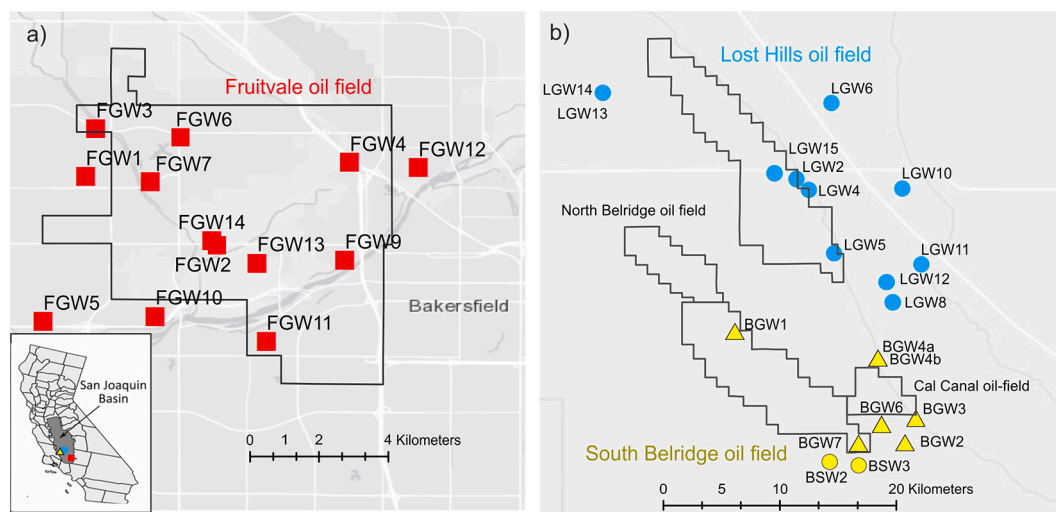 a)
Fruitvale oil field
FGW3
FGW6
FGW4
FGW12
FGW1
FGW7
FGW14
FGW2
FGW13
FGW9
FGW5
FGW10
FGW11
Bakersfield
San Joaquin
Basin
0 1 2 4 Kilometers
b)
Lost Hills oil field
LGW14
LGW13
LGW6
LGW15
LGW2
LGW4
LGW10
North Belridge oil field
LGW5
LGW11
LGW12
LGW8
BGW1
BGW4a
BGW4b
Cal Canal oil-field
BGW6
BGW3
BGW7
BGW2
South Belridge oil field
BSW2
BSW3
0 5 10 20 Kilometers